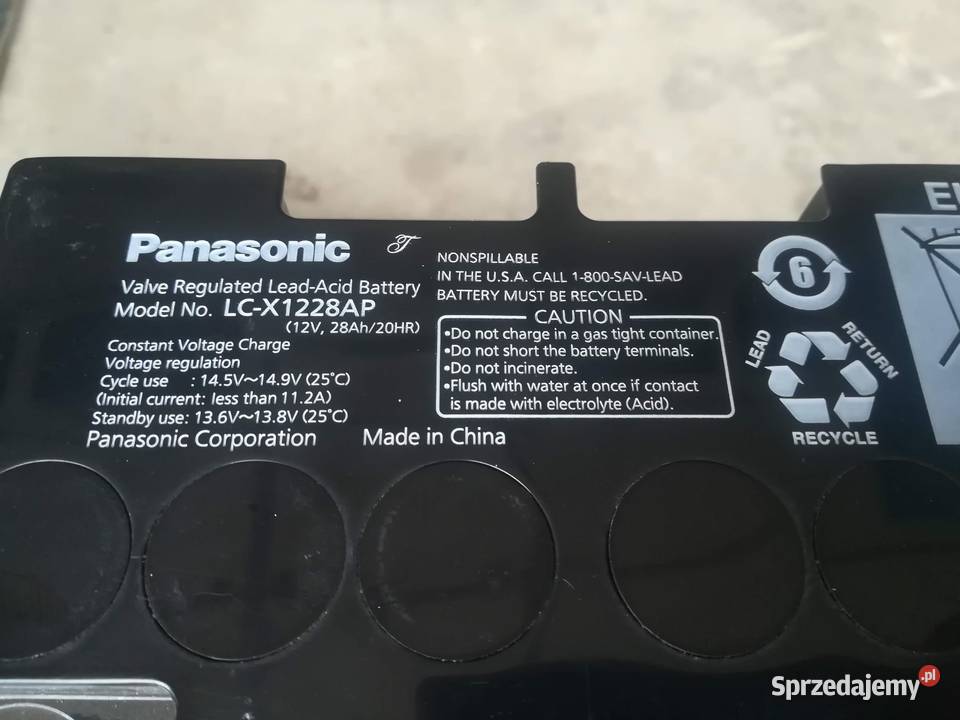 Panasonic
Valve Regulated Lead-Acid Battery
Model No. LC-X1228AP
(12V, 28Ah/20HR)
Constant Voltage Charge
Voltage regulation
Cycle use : 14.5V~14.9V (25°C)
(Initial current: less than 11.2A)
Standby use: 13.6V~13.8V (25°C)
Panasonic Corporation Made in China
NONSPILLABLE
IN THE U.S.A. CALL 1-800-SAV-LEAD
BATTERY MUST BE RECYCLED.
CAUTION
•Do not charge in a gas tight container.
•Do not short the battery terminals.
•Do not incinerate.
•Flush with water at once if contact
is made with electrolyte (Acid).
6
LEAD
RETURN
RECYCLE
Sprzedajemy.pl